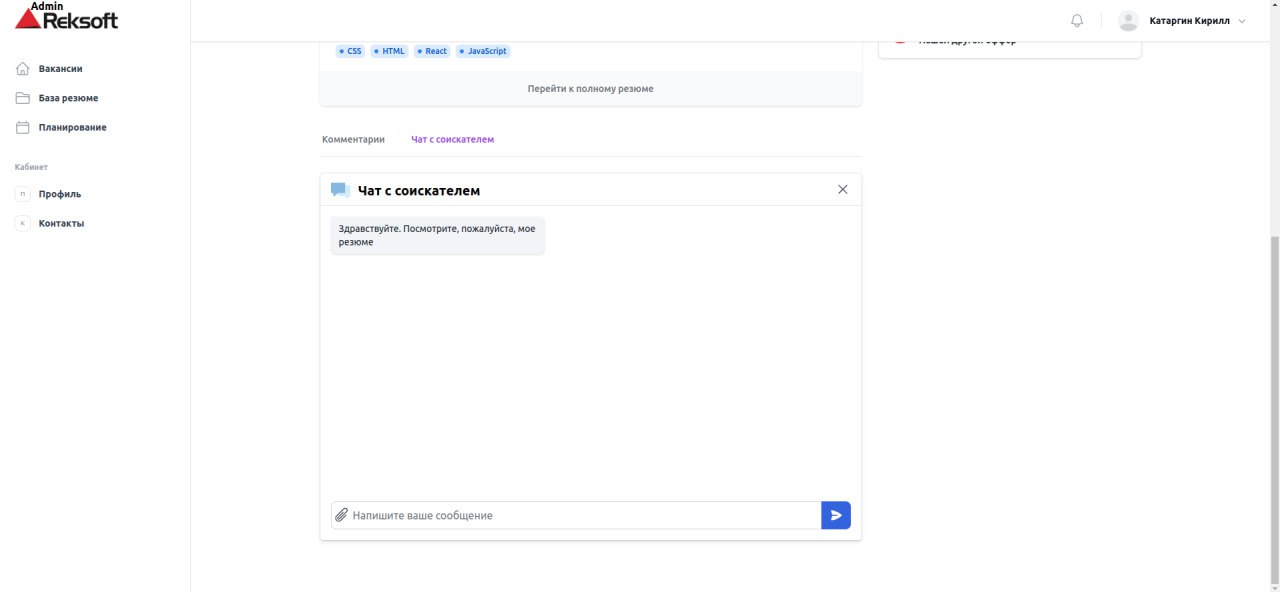 Admin
Reksoft
Катаргин Кирилл
Вакансии
База резюме
Планирование
Кабинет
П Профиль
К Контакты
CSS HTML React JavaScript
Перейти к полному резюме
Комментарии Чат с соискателем
Чат с соискателем
Здравствуйте. Посмотрите, пожалуйста, мое
резюме
Напишите ваше сообщение